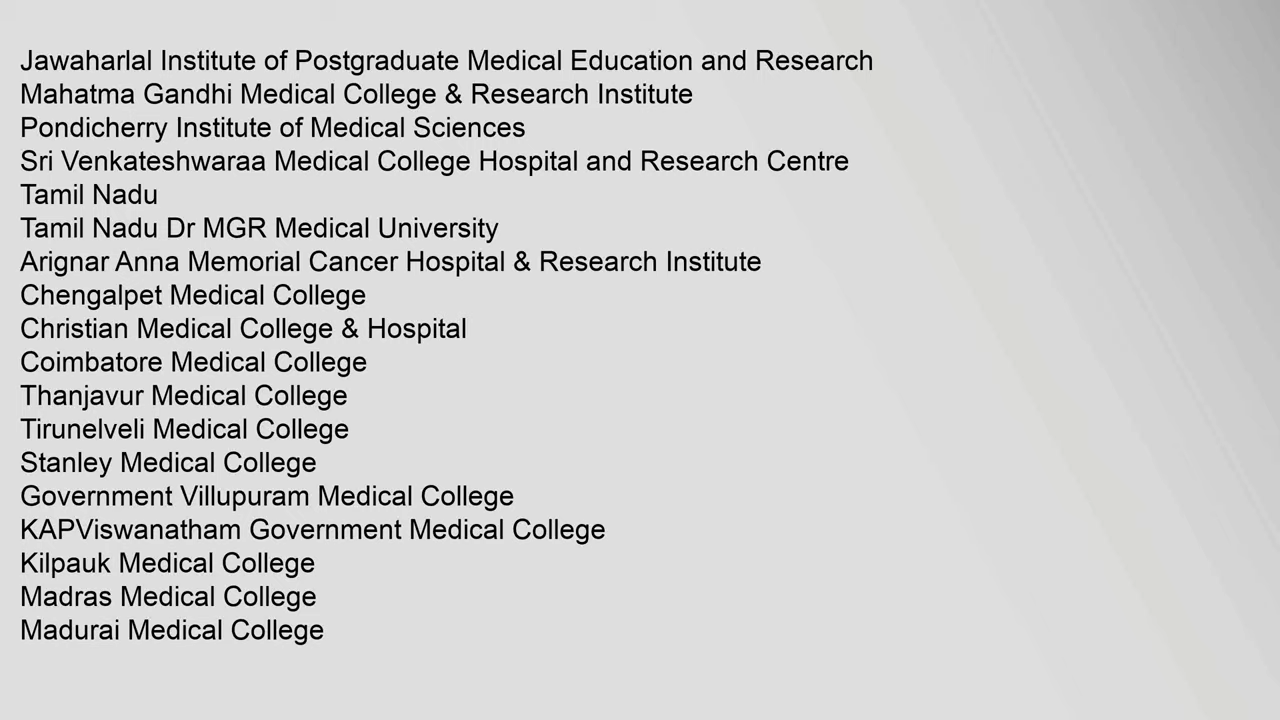 Jawaharlal Institute of Postgraduate Medical Education and Research
Mahatma Gandhi Medical College & Research Institute
Pondicherry Institute of Medical Sciences
Sri Venkateshwaraa Medical College Hospital and Research Centre
Tamil Nadu
Tamil Nadu Dr MGR Medical University
Arignar Anna Memorial Cancer Hospital & Research Institute
Chengalpet Medical College
Christian Medical College & Hospital
Coimbatore Medical College
Thanjavur Medical College
Tirunelveli Medical College
Stanley Medical College
Government Villupuram Medical College
KAPViswanatham Government Medical College
Kilpauk Medical College
Madras Medical College
Madurai Medical College